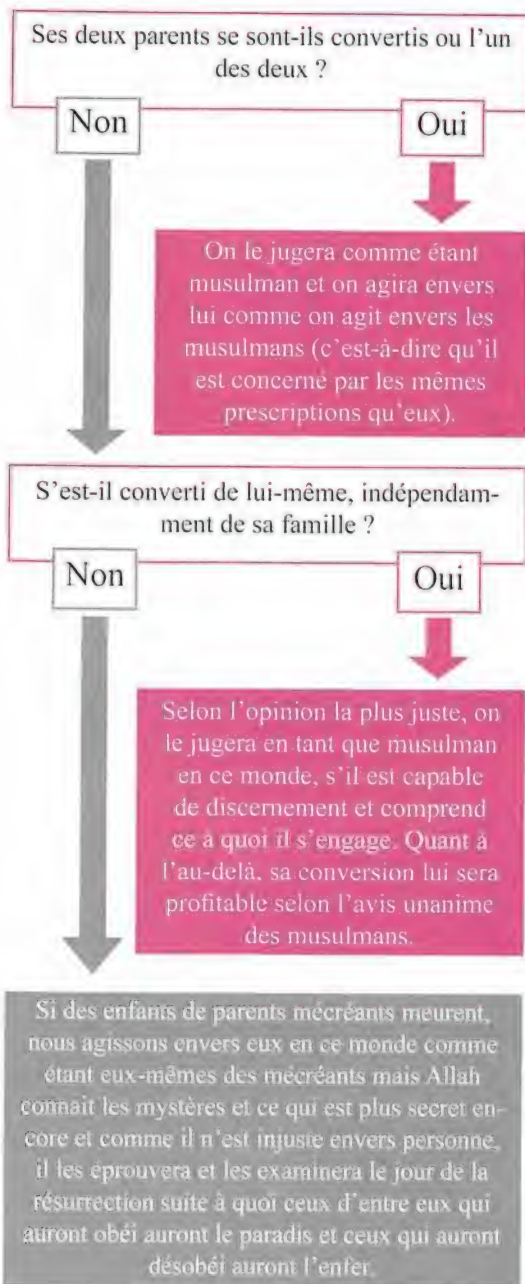 Ses deux parents se sont-ils convertis ou l’un
des deux ?
Non
Oui
On le jugera comme étant
musulman et on agira envers
lui comme on agit envers les
musulmans (c’est-à-dire qu’il
est concerné par les mêmes
prescriptions qu’eux).
S’est-il converti de lui-même, indépendam-
ment de sa famille ?
Non
Oui
Selon l’opinion la plus juste, on
le jugera en tant que musulman
en ce monde, s’il est capable
de discernement et comprend
ce à quoi il s’engage. Quant à
l’au-delà, sa conversion lui sera
profitable selon l’avis unanime
des musulmans.
Si des enfants de parents mécréants meurent,
nous agissons envers eux en ce monde comme
étant eux-mêmes des mécréants mais Allah
connait les mystères et ce qui est plus secret en-
core et comme il n’est injuste envers personne,
il les éprouvera et les examinera le jour de la
résurrection suite à quoi ceux d’entre eux qui
auront obéi auront le paradis et ceux qui auront
désobéi auront l’enfer.